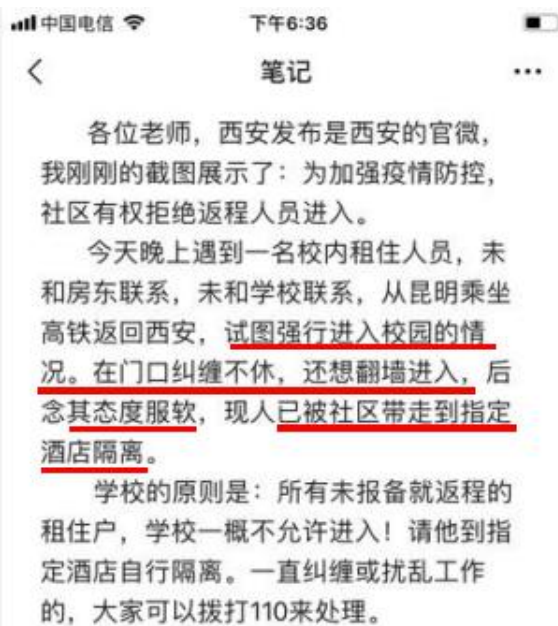 中国电信 下午6:36
笔记
各位老师，西安发布是西安的官微，
我刚刚的截图展示了：为加强疫情防控，
社区有权拒绝返程人员进入。
今天晚上遇到一名校内租住人员，未
和房东联系，未和学校联系，从昆明乘坐
高铁返回西安，试图强行进入校园的情
况。在门口纠缠不休，还想翻墙进入，后
念其态度服软，现人已被社区带走到指定
酒店隔离。
学校的原则是：所有未报备就返程的
租住户，学校一概不允许进入！请他到指
定酒店自行隔离。一直纠缠或扰乱工作
的，大家可以拨打110来处理。